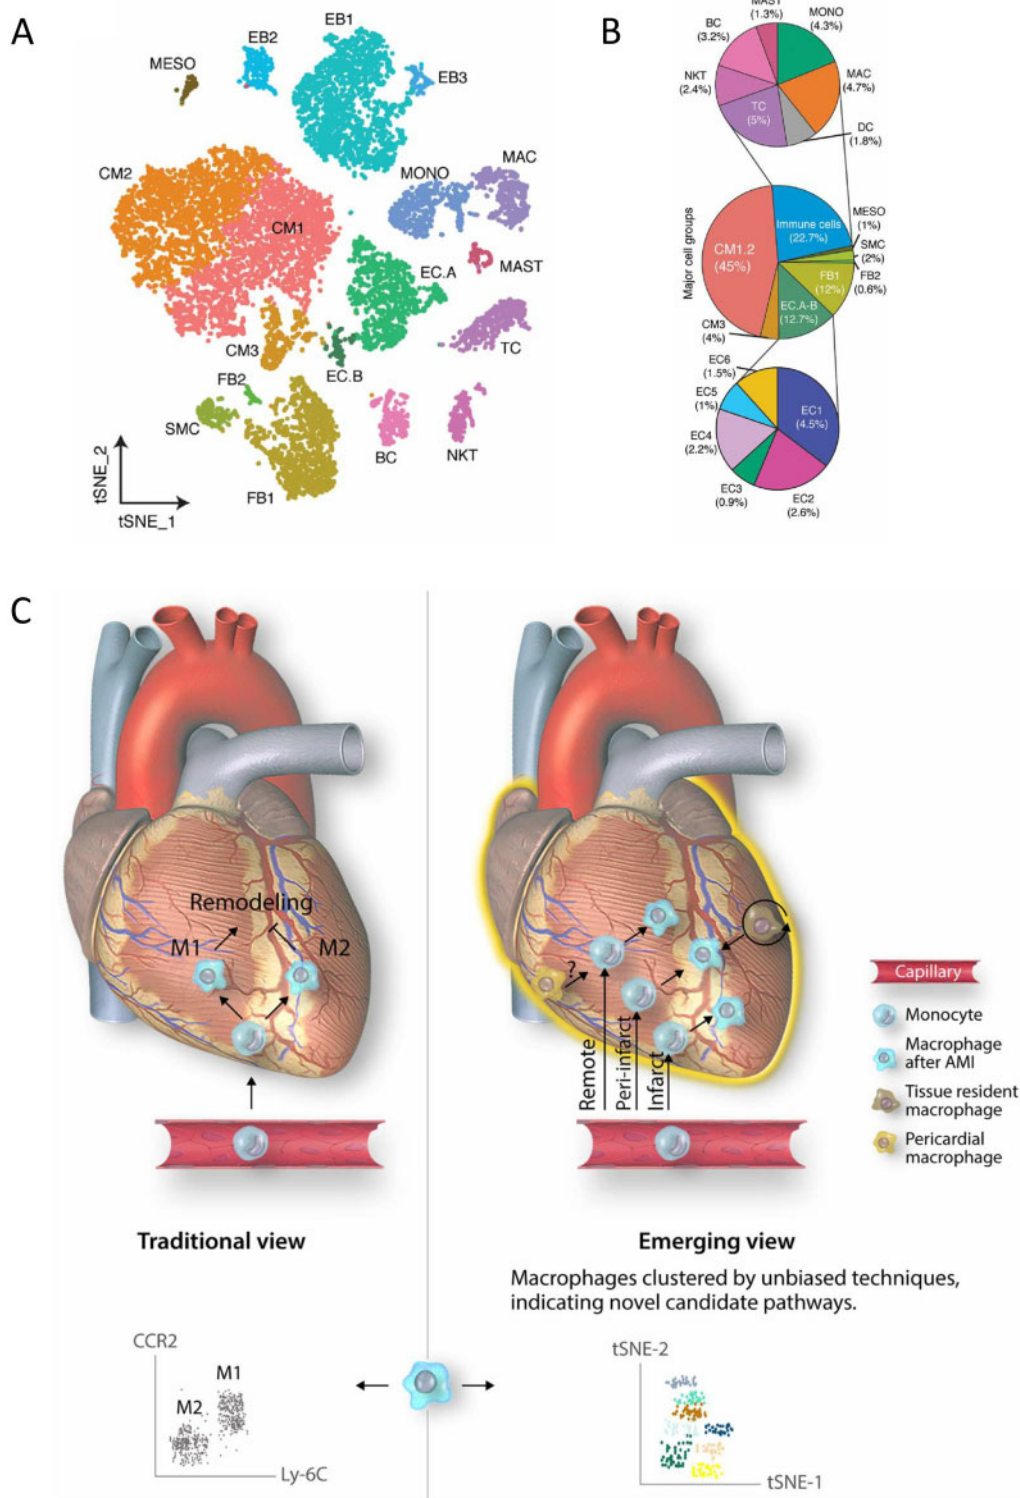 A
EB1
EB2
MESO
EB3
CM2
MONO
MAC
CM1
EC.A
MAST
CM3
EC.B
TC
FB2
SMC
FB1
BC
NKT
tSNE_2
tSNE_1
B
MAST
(1.3%)
MONO
(4.3%)
BC
(3.2%)
NKT
(2.4%)
MAC
(4.7%)
TC
(5%)
DC
(1.8%)
Major cell groups
CM1.2
(45%)
Immune cells
(22.7%)
MESO
(1%)
SMC
(2%)
FB1
(12%)
FB2
(0.6%)
EC.A-B
(12.7%)
CM3
(4%)
EC6
(1.5%)
EC5
(1%)
EC1
(4.5%)
EC4
(2.2%)
EC3
(0.9%)
EC2
(2.6%)
C
Remodeling
M1
M2
?
Remote
Peri-infarct
Infarct
Capillary
Monocyte
Macrophage
after AMI
Tissue resident
macrophage
Pericardial
macrophage
Traditional view
Emerging view
Macrophages clustered by unbiased techniques,
indicating novel candidate pathways.
CCR2
M1
M2
Ly-6C
tSNE-2
tSNE-1